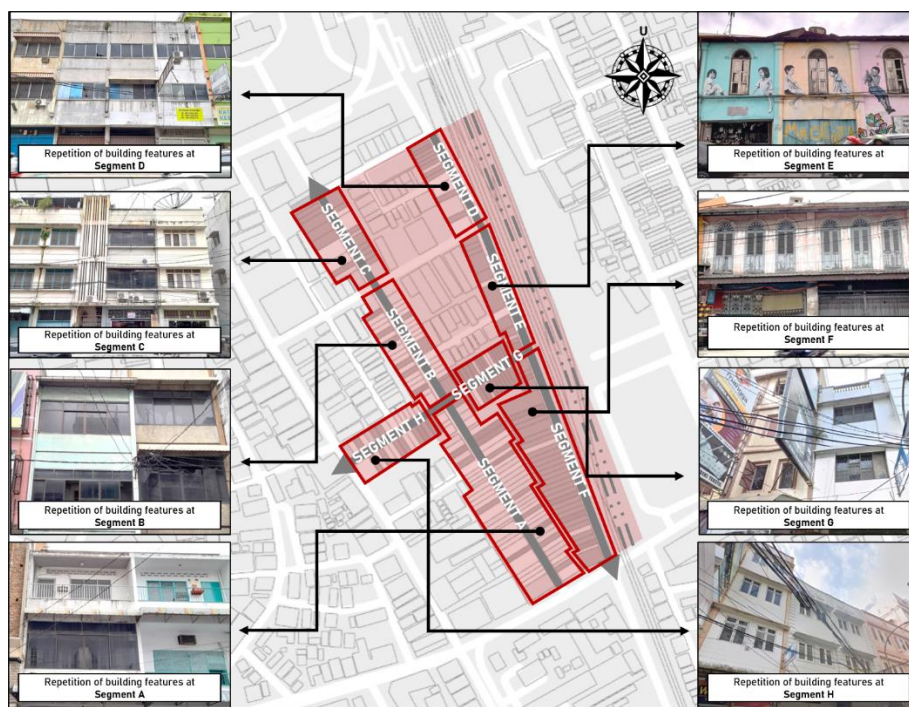 U
Repetition of building features at
Segment D
Repetition of building features at
Segment E
Repetition of building features at
Segment C
Repetition of building features at
Segment F
Repetition of building features at
Segment B
Repetition of building features at
Segment G
Repetition of building features at
Segment A
Repetition of building features at
Segment H
SEGMENT D
SEGMENT C
SEGMENT E
SEGMENT B
SEGMENT G
SEGMENT H
SEGMENT F
SEGMENT A